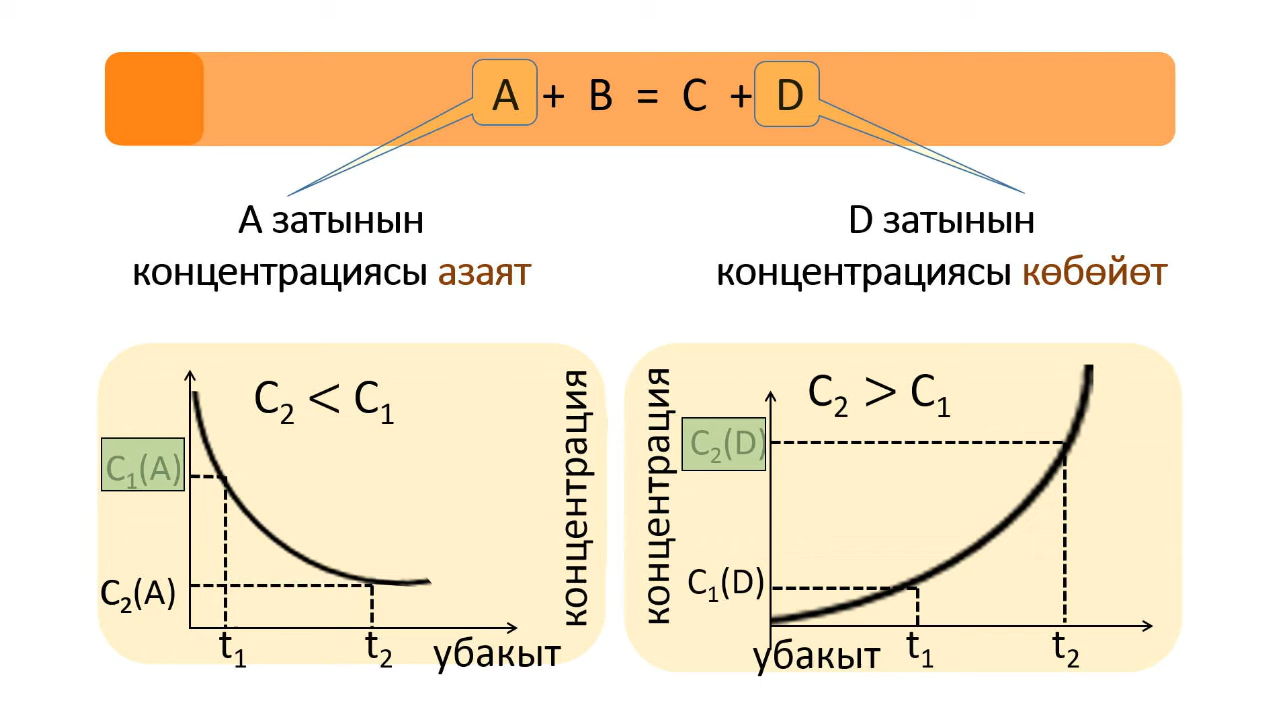 A + B = C + D
A затынын
концентрациясы азаят
D затынын
концентрациясы көбөйөт
C₂ < C₁
C₁(A)
C₂(A)
t₁
t₂
убакыт
концентрация
концентрация
C₂ > C₁
C₂(D)
C₁(D)
убакыт
t₁
t₂